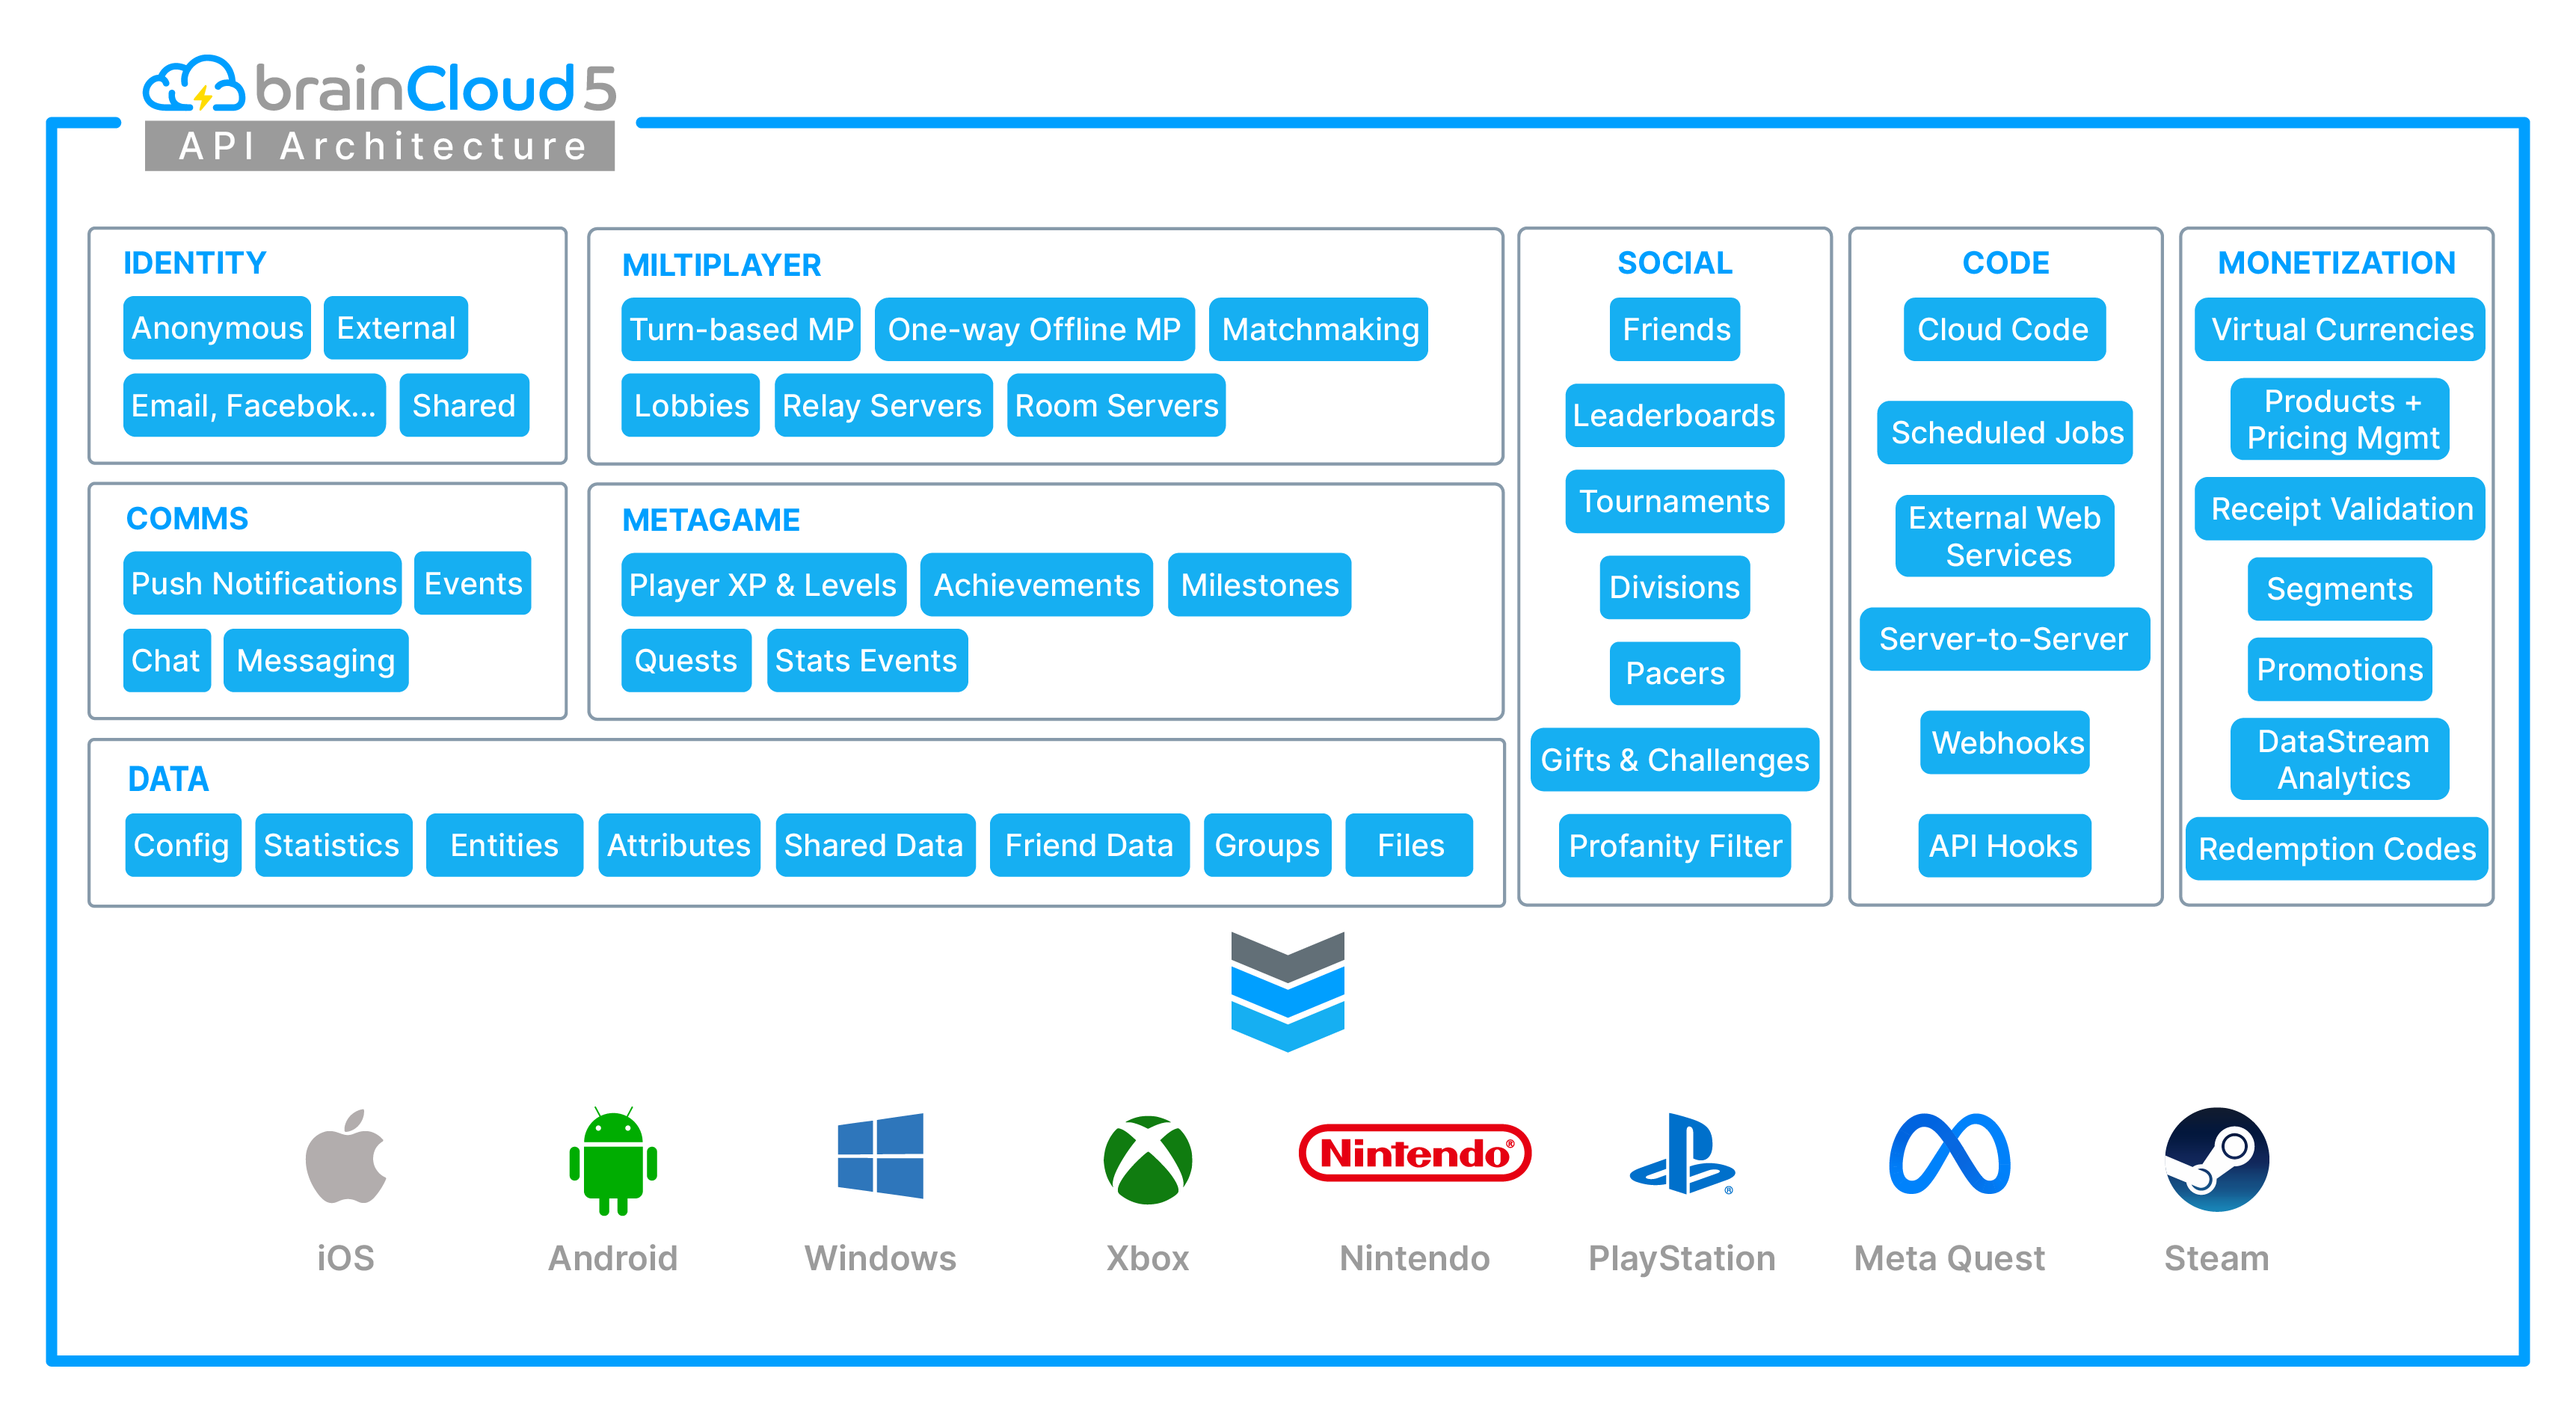 brainCloud 5
API Architecture
IDENTITY
Anonymous
External
Email, Facebok...
Shared
MILTIPLAYER
Turn-based MP
One-way Offline MP
Matchmaking
Lobbies
Relay Servers
Room Servers
COMMS
Push Notifications
Events
Chat
Messaging
METAGAME
Player XP & Levels
Achievements
Milestones
Quests
Stats Events
DATA
Config
Statistics
Entities
Attributes
Shared Data
Friend Data
Groups
Files
SOCIAL
Friends
Leaderboards
Tournaments
Divisions
Pacers
Gifts & Challenges
Profanity Filter
CODE
Cloud Code
Scheduled Jobs
External Web
Services
Server-to-Server
Webhooks
API Hooks
MONETIZATION
Virtual Currencies
Products +
Pricing Mgmt
Receipt Validation
Segments
Promotions
DataStream
Analytics
Redemption Codes
Nintendo®
®
iOS
Android
Windows
Xbox
Nintendo
PlayStation
Meta Quest
Steam